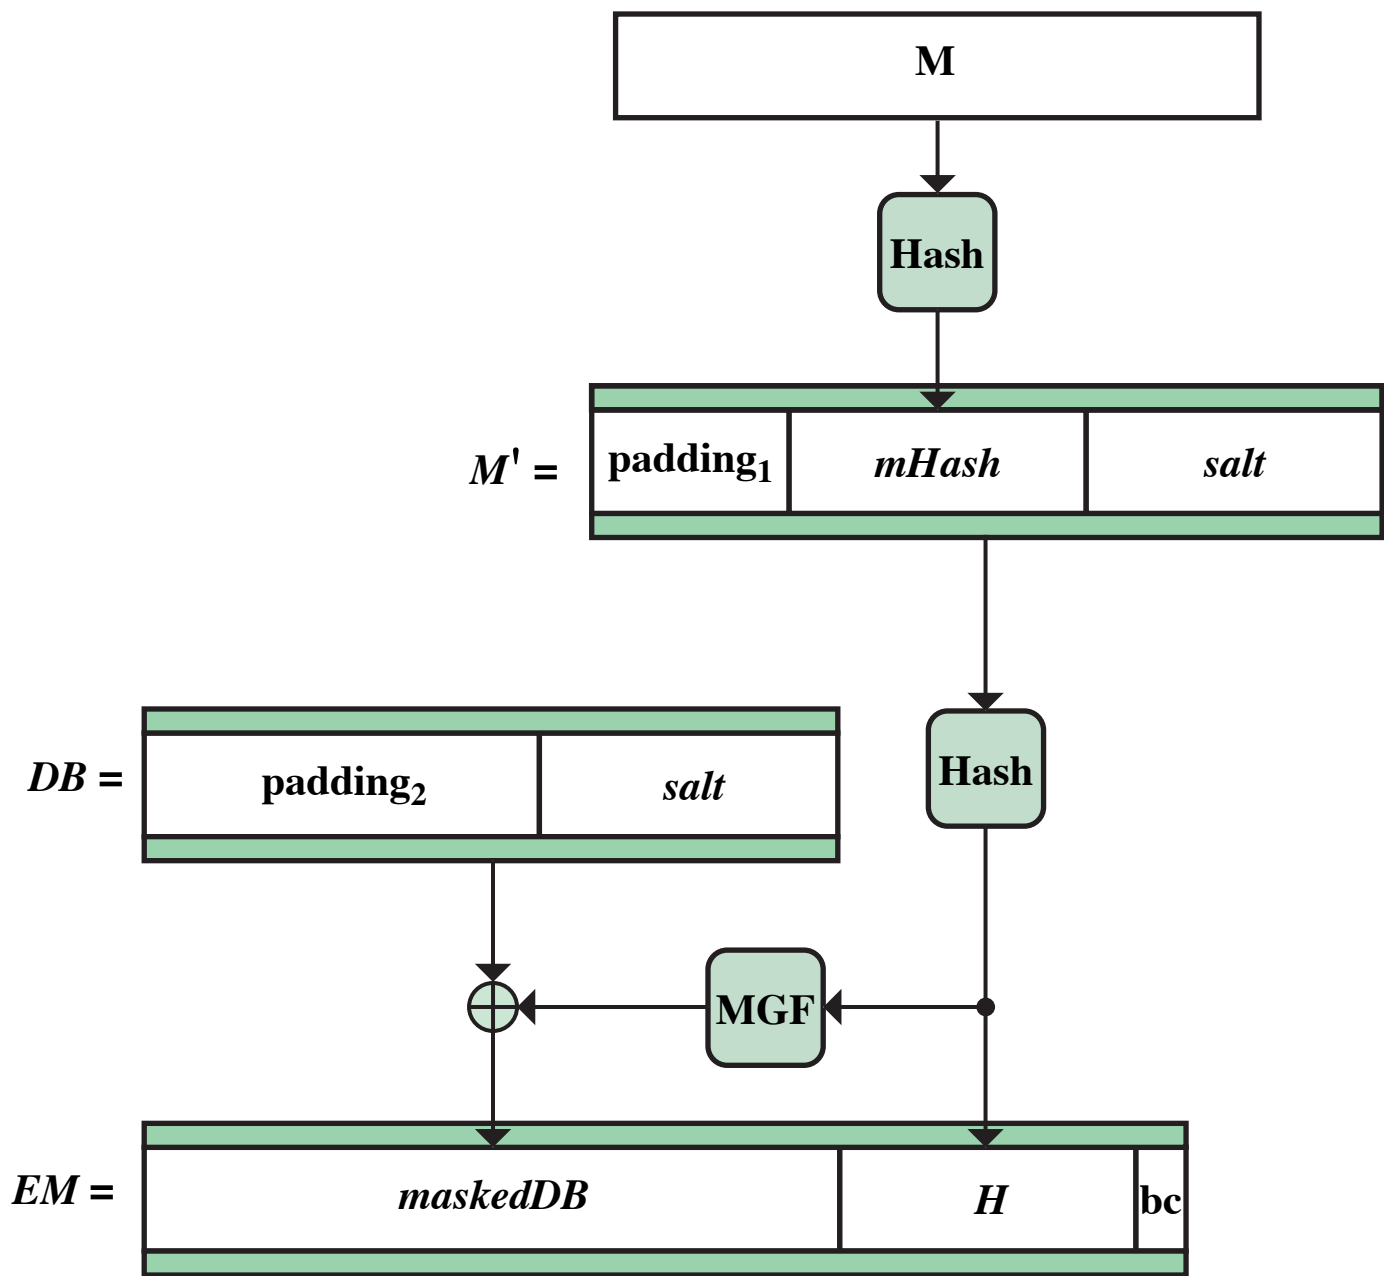 M
Hash
M' = padding1 mHash salt
DB = padding2 salt
Hash
MGF
EM = maskedDB H bc